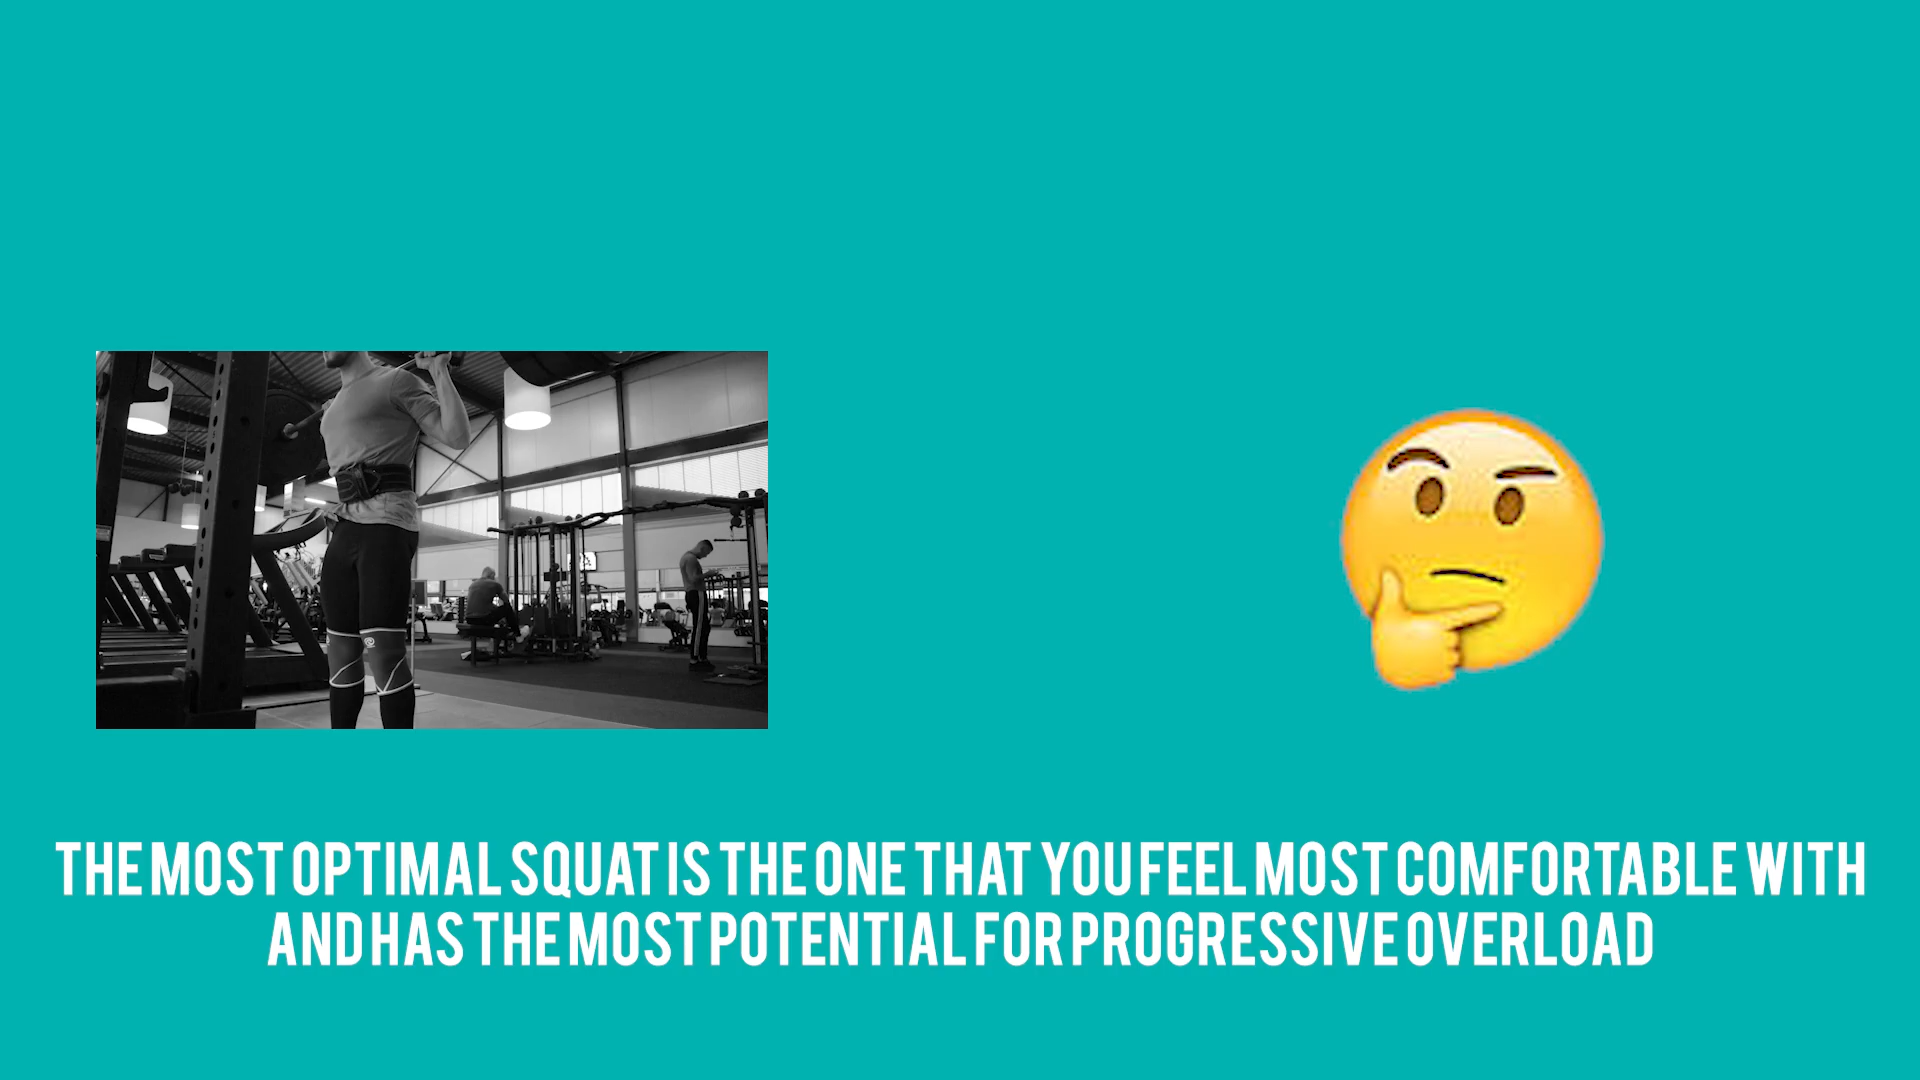 THE MOST OPTIMAL SQUAT IS THE ONE THAT YOU FEEL MOST COMFORTABLE WITH
AND HAS THE MOST POTENTIAL FOR PROGRESSIVE OVERLOAD